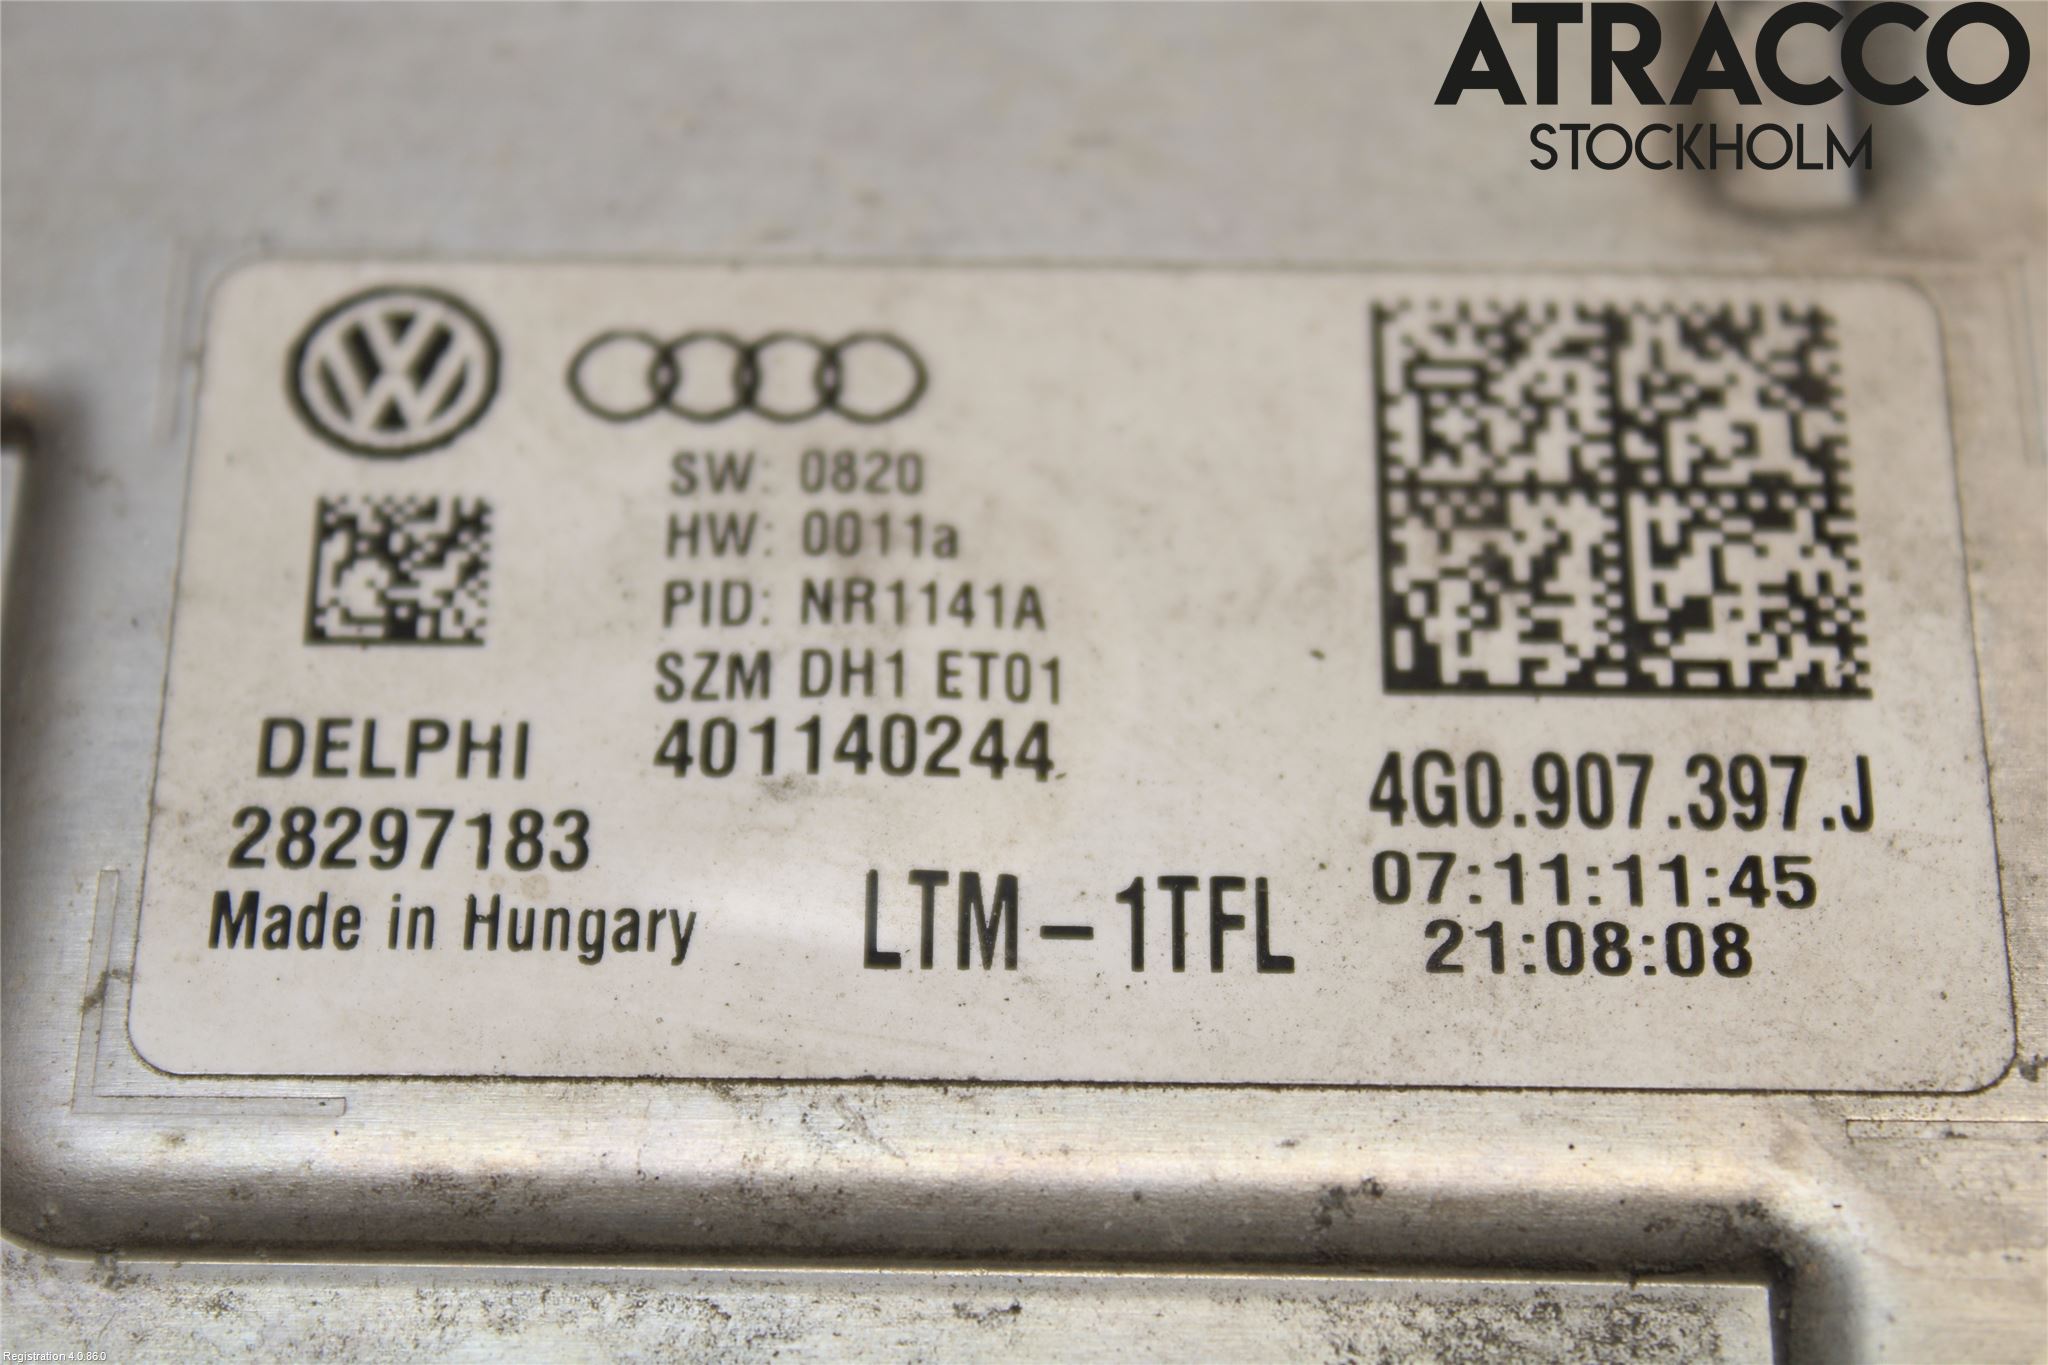 ATRACCO
STOCKHOLM
SW: 0820
HW: 0011a
PID: NR1141A
SZM DH1 ET01
401140244
DELPHI
28297183
Made in Hungary
LTM-1TFL
4G0.907.397.J
07:11:11:45
21:08:08
Registration 4.0.86.0